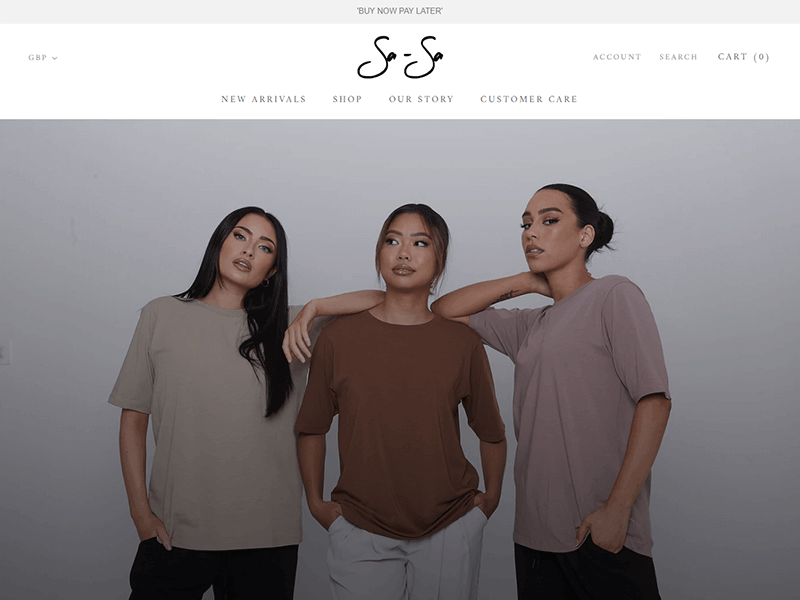 'BUY NOW PAY LATER'
GBP
Sa-Sa
ACCOUNT SEARCH CART (0)
NEW ARRIVALS SHOP OUR STORY CUSTOMER CARE